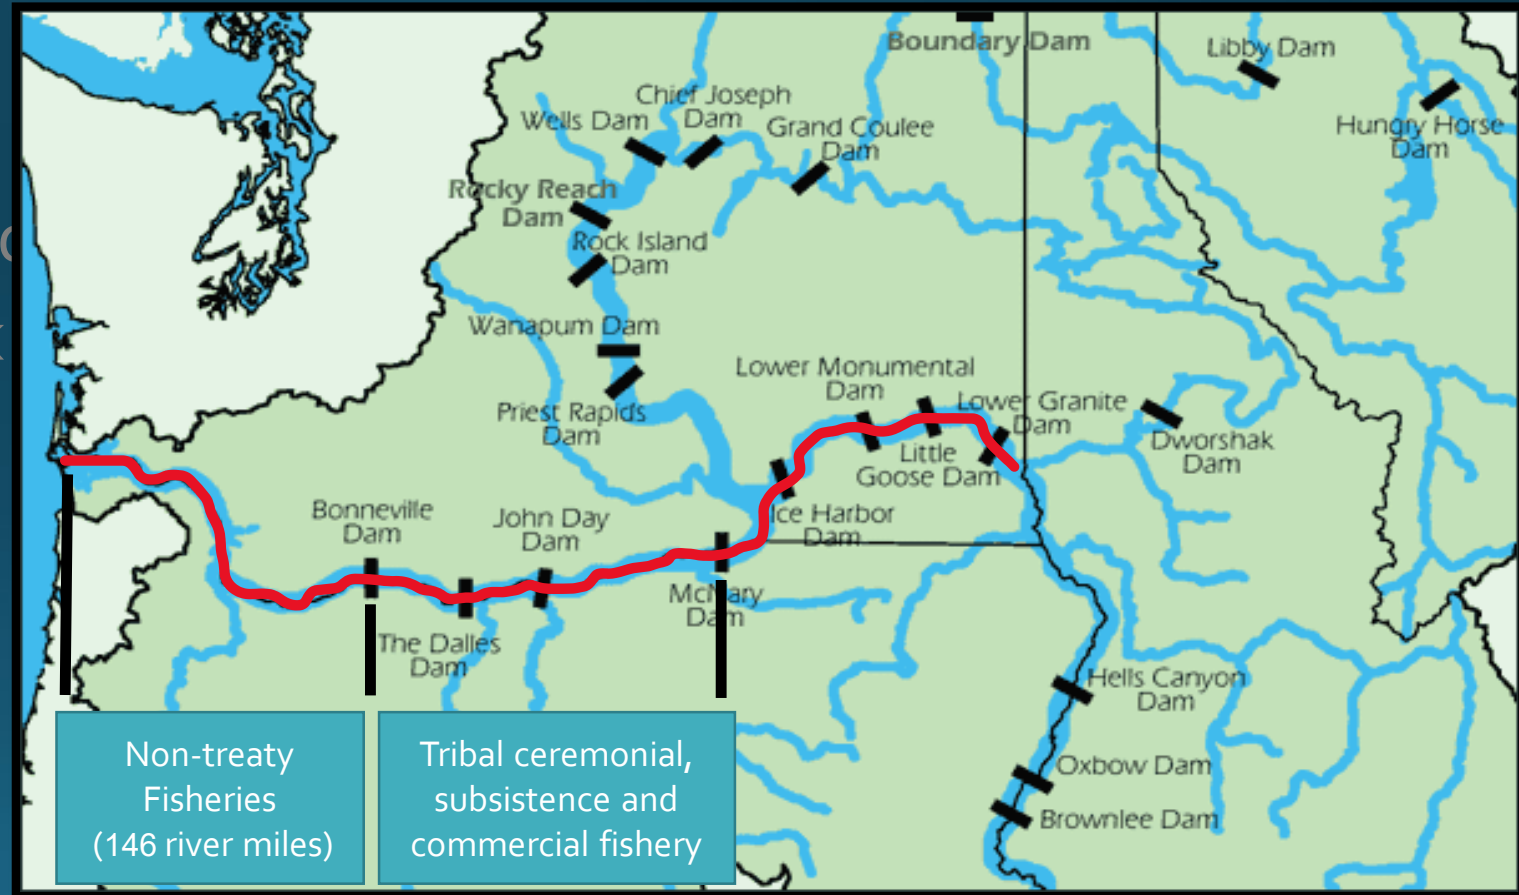 Boundary Dam
Libby Dam
Chief Joseph
Dam
Wells Dam
Grand Coulee
Dam
Hungry Horse
Dam
Rocky Reach
Dam
Rock Island
Dam
Wanapum Dam
Priest Rapids
Dam
Lower Monumental
Dam
Lower Granite
Dam
Little
Goose Dam
Dworshak
Dam
Bonneville
Dam
John Day
Dam
Ice Harbor
Dam
McNary
Dam
The Dalles
Dam
Hells Canyon
Dam
Oxbow Dam
Brownlee Dam
Non-treaty
Fisheries
(146 river miles)
Tribal ceremonial,
subsistence and
commercial fishery